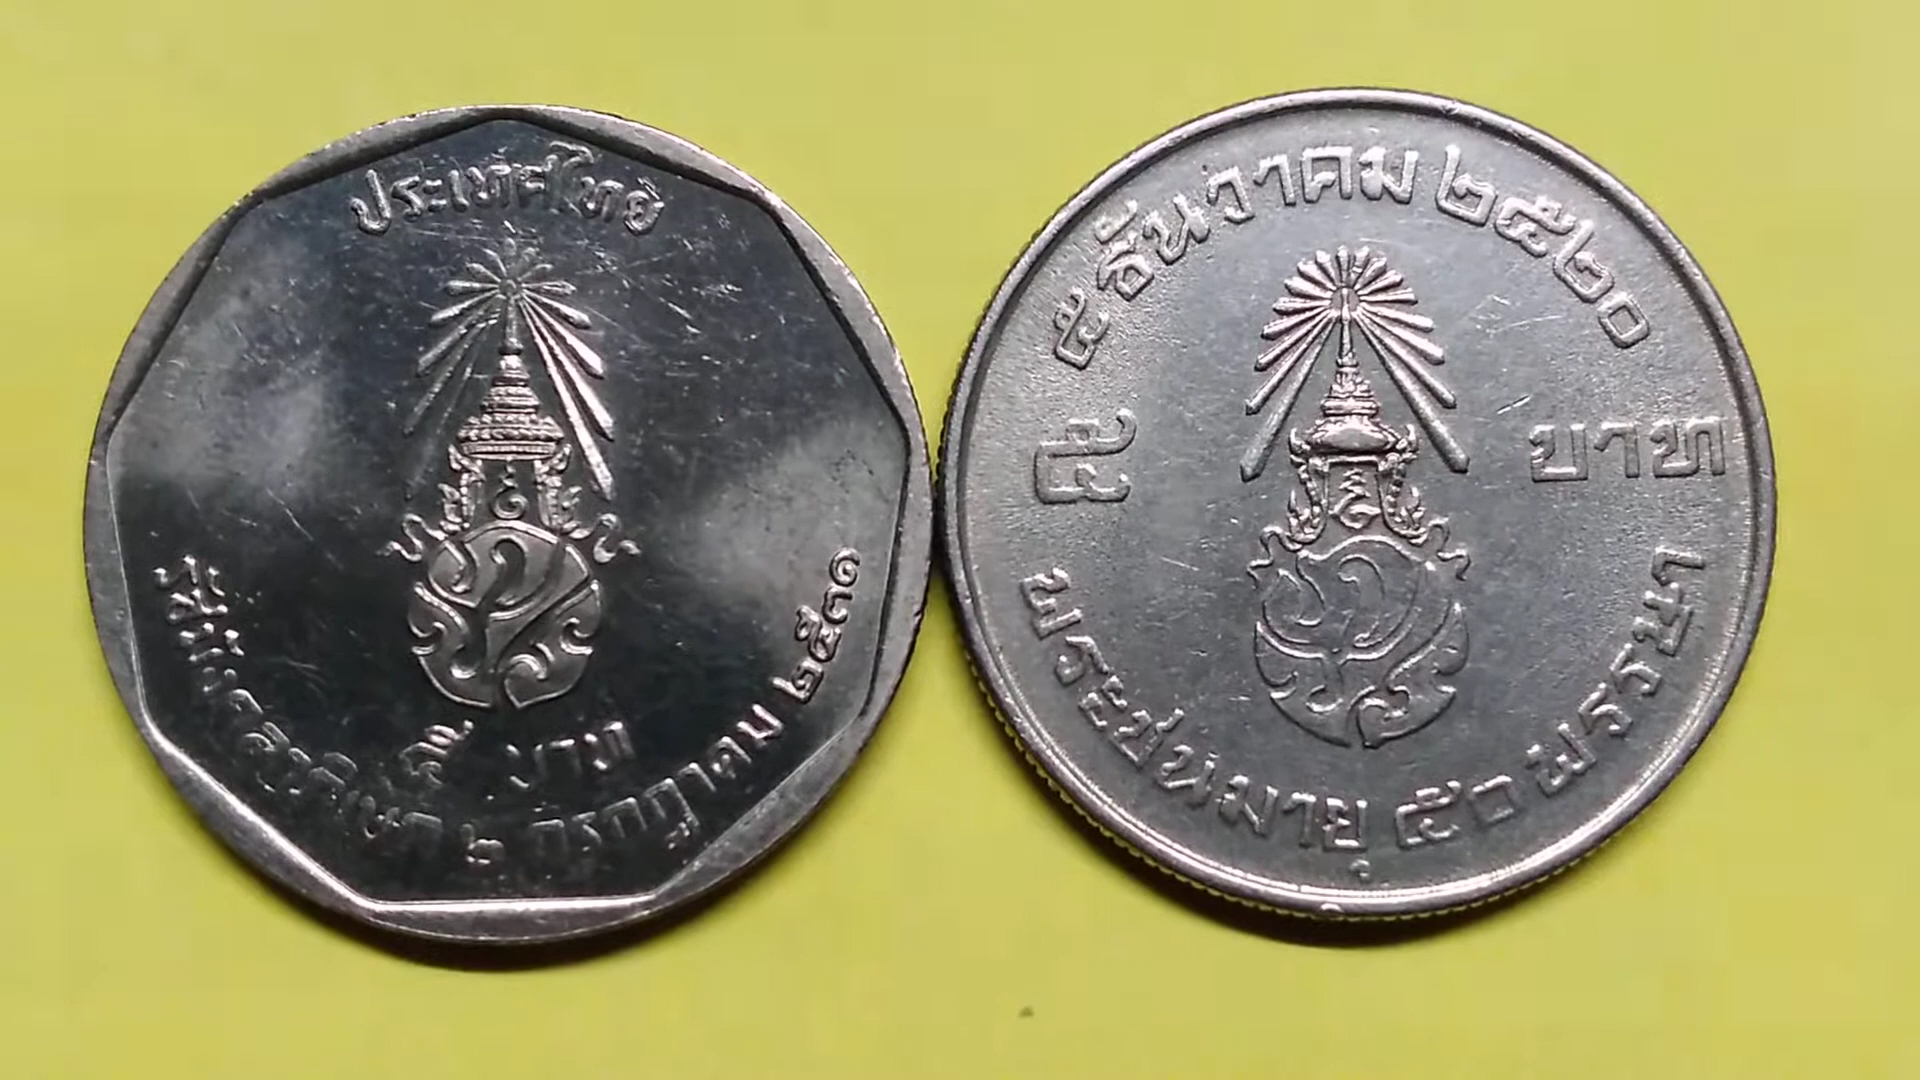 ประเทศไทย
๕ บาท
รัชมังคลาภิเษก ๒ กรกฎาคม ๒๕๓๑
๕ ธันวาคม ๒๕๒๐
๕ บาท
พระชนมายุ ๕๐ พรรษา